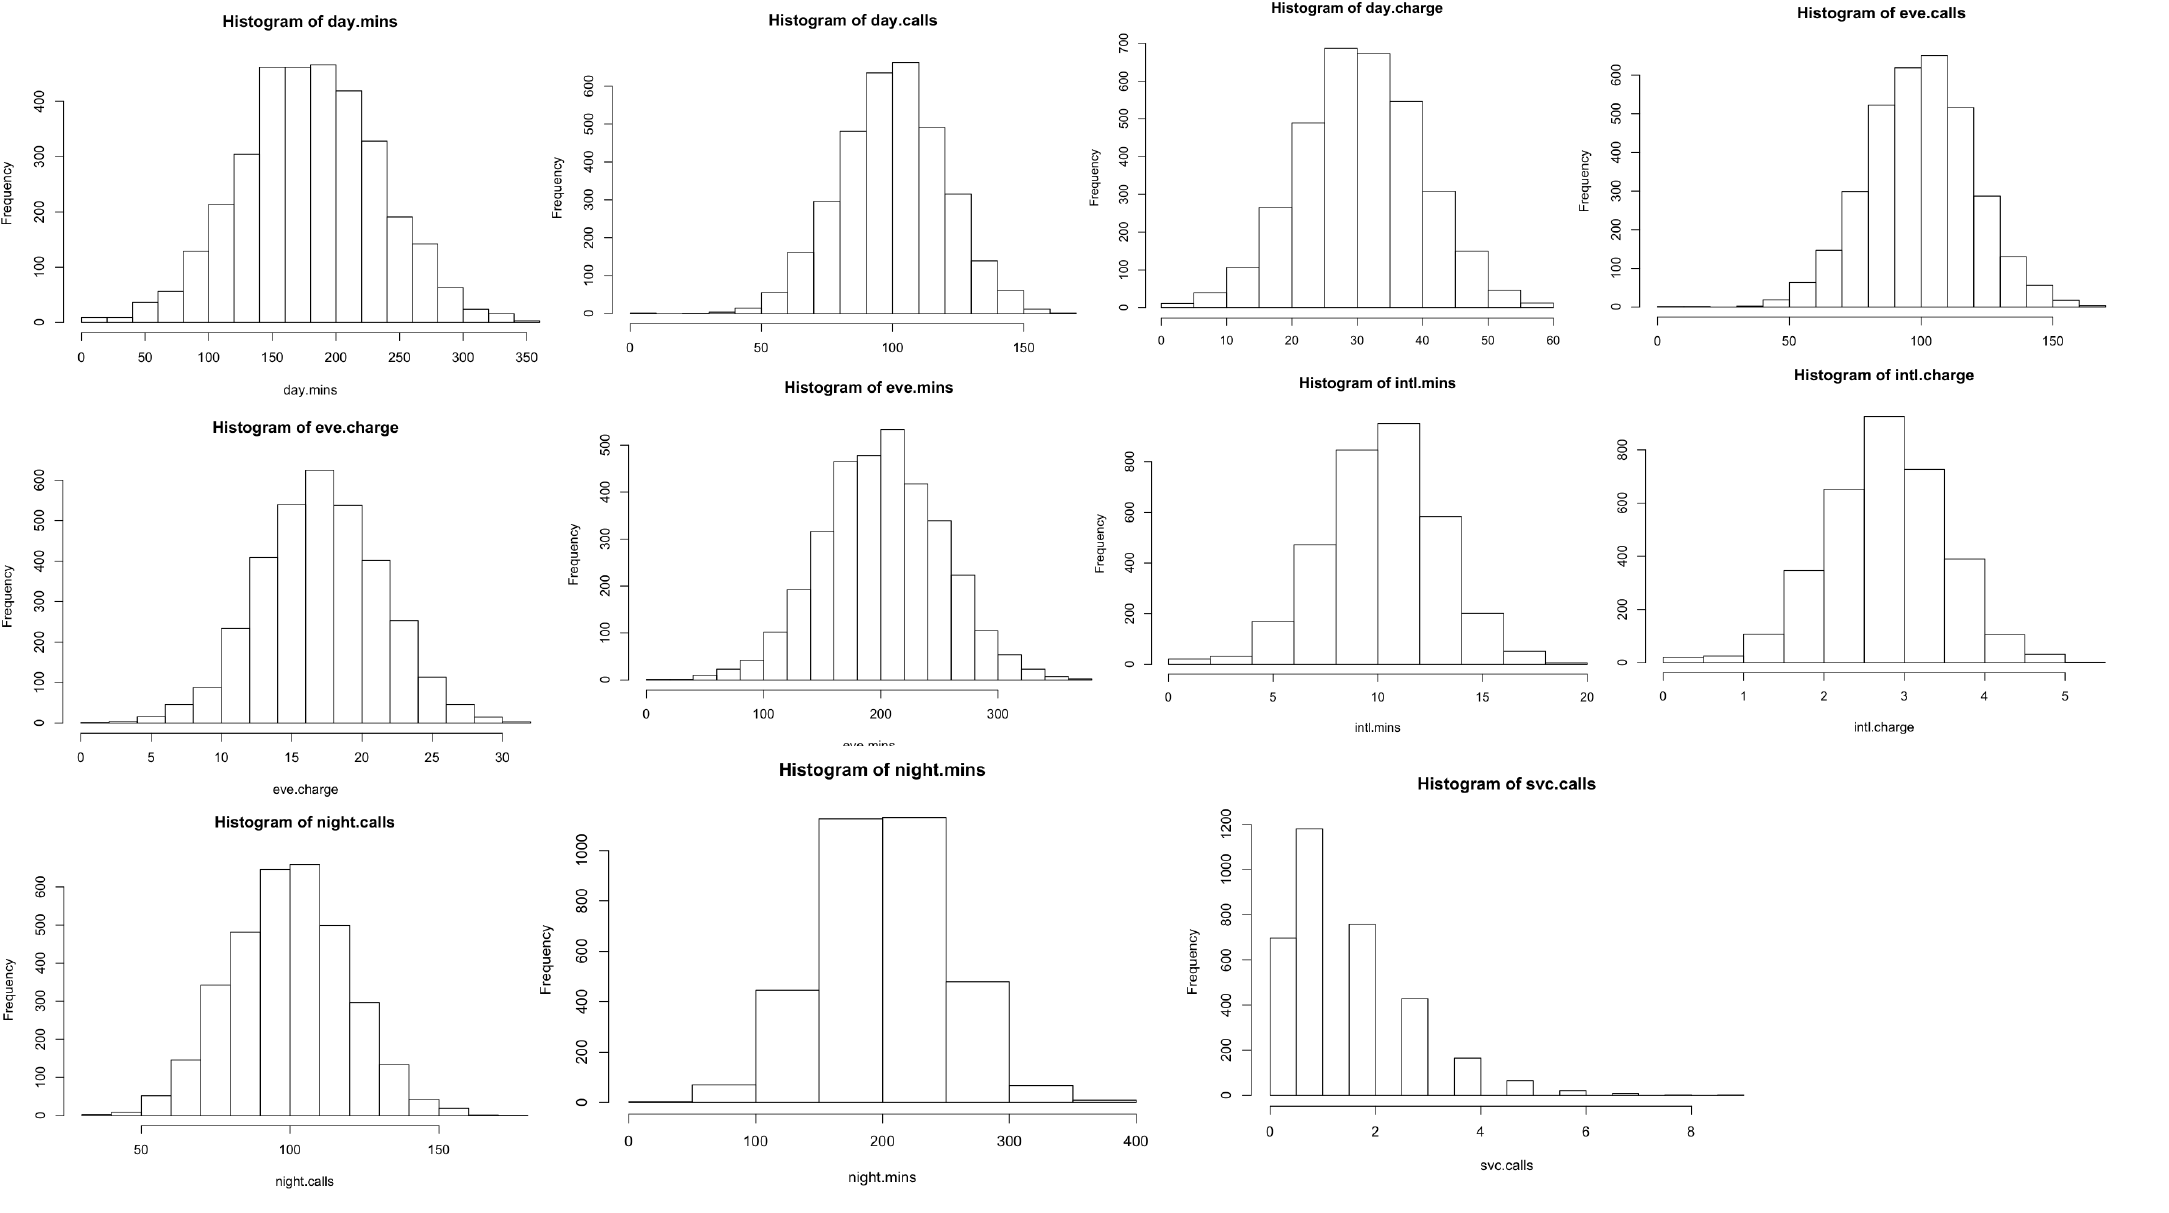 Histogram of day.mins
Frequency
0 100 200 300 400
0 50 100 150 200 250 300 350
day.mins
Histogram of day.calls
Frequency
0 100 200 300 400 500 600
0 50 100 150
Histogram of day.charge
Frequency
0 100 200 300 400 500 600 700
0 10 20 30 40 50 60
Histogram of eve.calls
Frequency
0 100 200 300 400 500 600
0 50 100 150
Histogram of eve.charge
Frequency
0 100 200 300 400 500 600
0 5 10 15 20 25 30
eve.charge
Histogram of eve.mins
Frequency
0 100 200 300 400 500
0 100 200 300
eve.mins
Histogram of intl.mins
Frequency
0 200 400 600 800
0 5 10 15 20
intl.mins
Histogram of intl.charge
0 200 400 600 800
0 1 2 3 4 5
intl.charge
Histogram of night.calls
Frequency
0 100 200 300 400 500 600
50 100 150
night.calls
Histogram of night.mins
Frequency
0 200 400 600 800 1000
0 100 200 300 400
night.mins
Histogram of svc.calls
Frequency
0 200 400 600 800 1000 1200
0 2 4 6 8
svc.calls